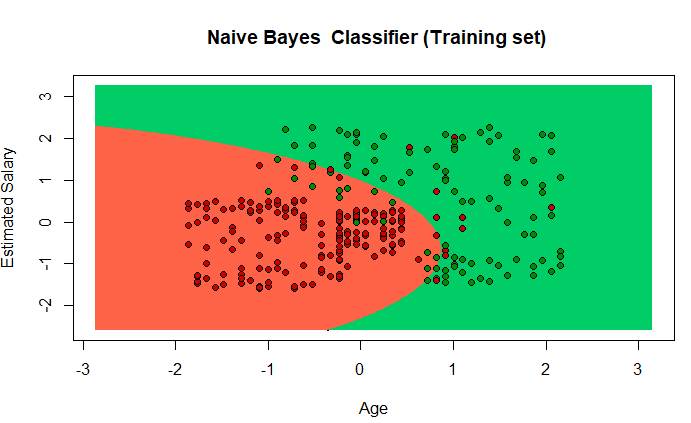 Naive Bayes  Classifier (Training set)
Estimated Salary
3
2
1
0
-1
-2
-3 -2 -1 0 1 2 3
Age